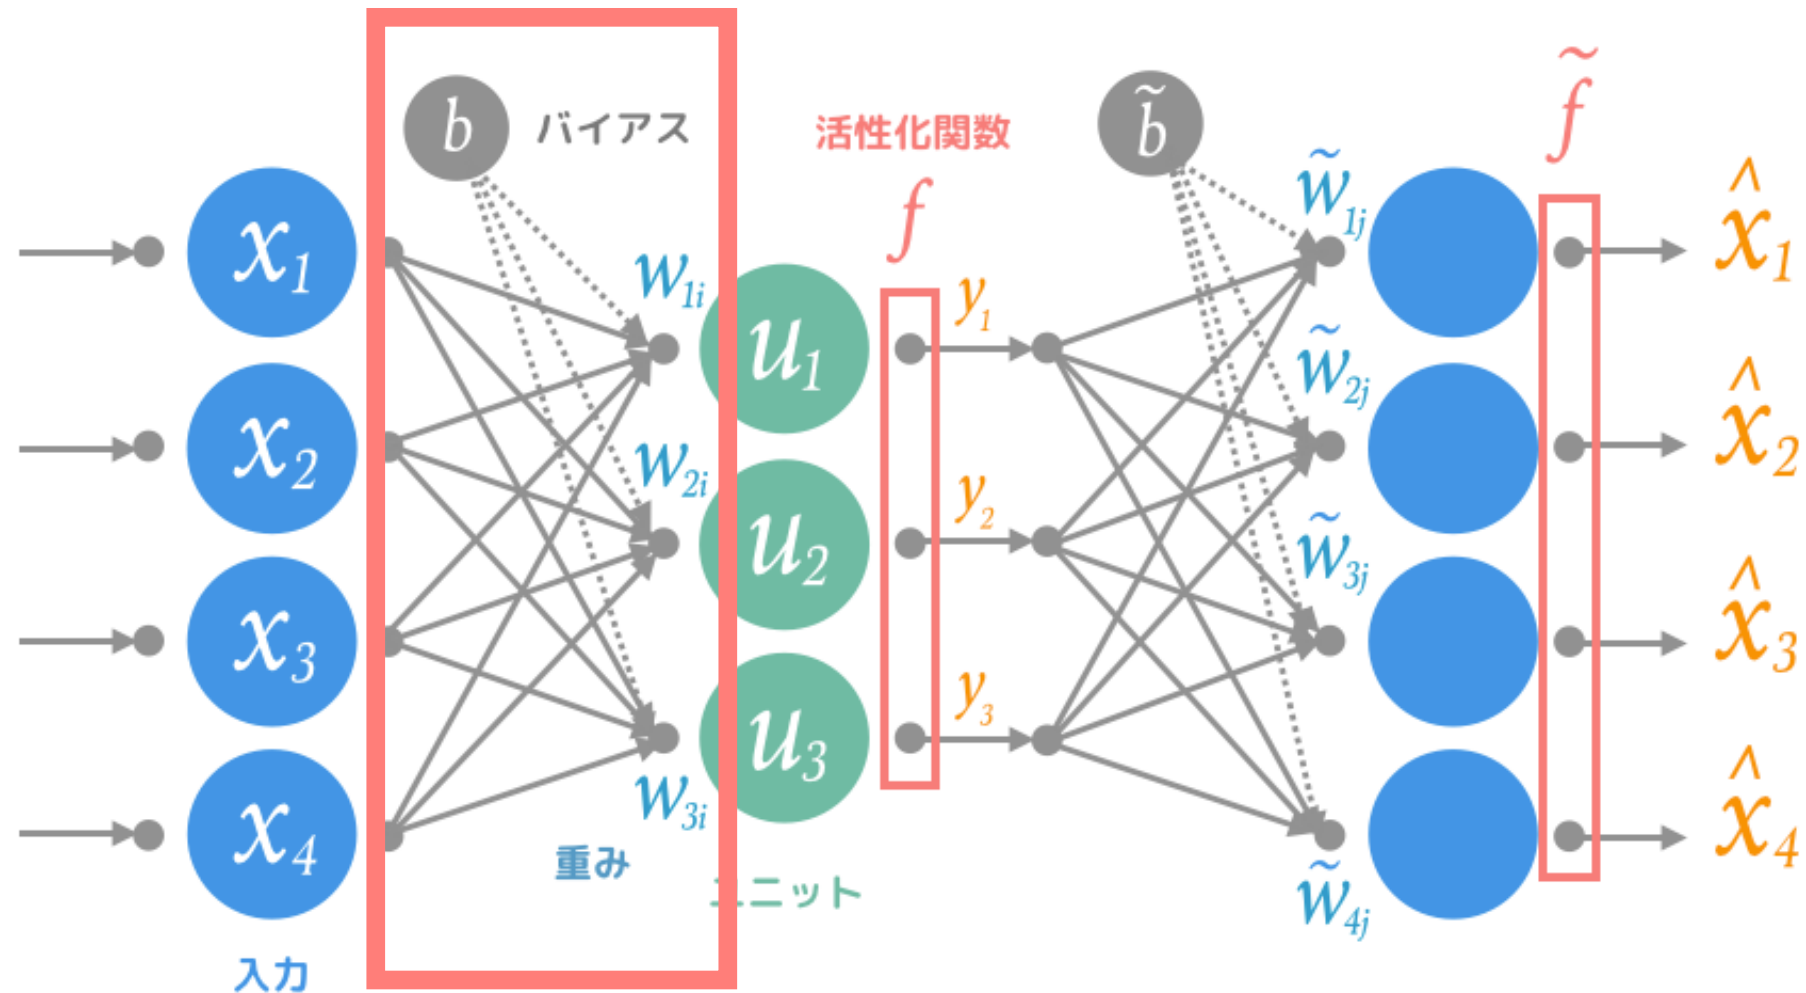 b バイアス
活性化関数
f
b̃
f̃
x₁
x₂
x₃
x₄
入力
w₁ᵢ
w₂ᵢ
w₃ᵢ
重み
u₁
u₂
u₃
ユニット
y₁
y₂
y₃
w̃₁ⱼ
w̃₂ⱼ
w̃₃ⱼ
w̃₄ⱼ
x̂₁
x̂₂
x̂₃
x̂₄